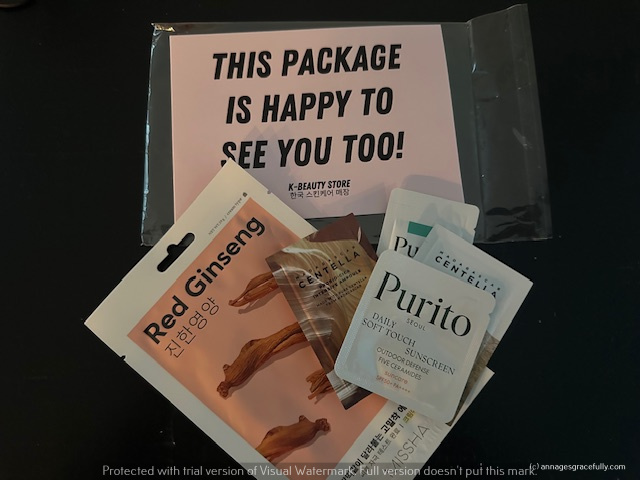 THIS PACKAGE
IS HAPPY TO
SEE YOU TOO!
K-BEAUTY STORE
한국 스킨케어 매장
Red Ginseng
진한영양
MISSHA
CENTELLA
Pu
CENTELLA
Purito
SEOUL
DAILY
SOFT TOUCH
SUNSCREEN
OUTDOOR DEFENSE
FIVE CERAMIDES
Protected with trial version of Visual Watermark. Full version doesn't put this mark.
(c) annagesgracefully.com